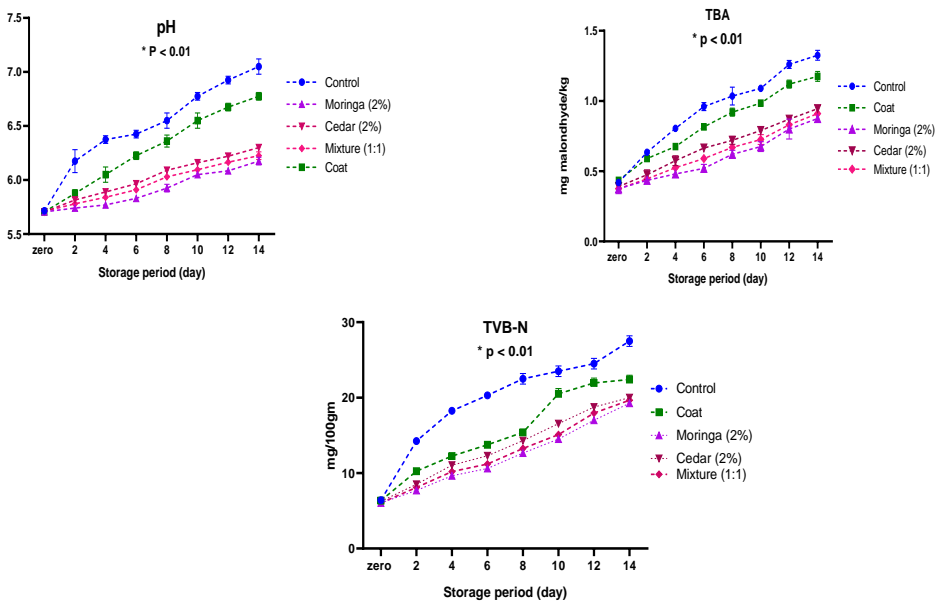 pH
* P < 0.01
7.5
7.0
6.5
6.0
5.5
zero 2 4 6 8 10 12 14
Storage period (day)
Control
Moringa (2%)
Cedar (2%)
Mixture (1:1)
Coat
TBA
* p < 0.01
mg malondhyde/kg
1.5
1.0
0.5
0.0
zero 2 4 6 8 10 12 14
Storage period (day)
Control
Coat
Moringa (2%)
Cedar (2%)
Mixture (1:1)
TVB-N
* p < 0.01
mg/100gm
30
20
10
0
zero 2 4 6 8 10 12 14
Storage period (day)
Control
Coat
Moringa (2%)
Cedar (2%)
Mixture (1:1)